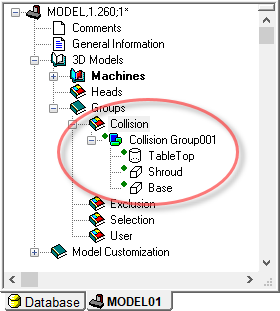 MODEL,1.260;1*
Comments
General Information
3D Models
Machines
Heads
Groups
Collision
Collision Group001
TableTop
Shroud
Base
Exclusion
Selection
User
Model Customization
Database
MODEL01